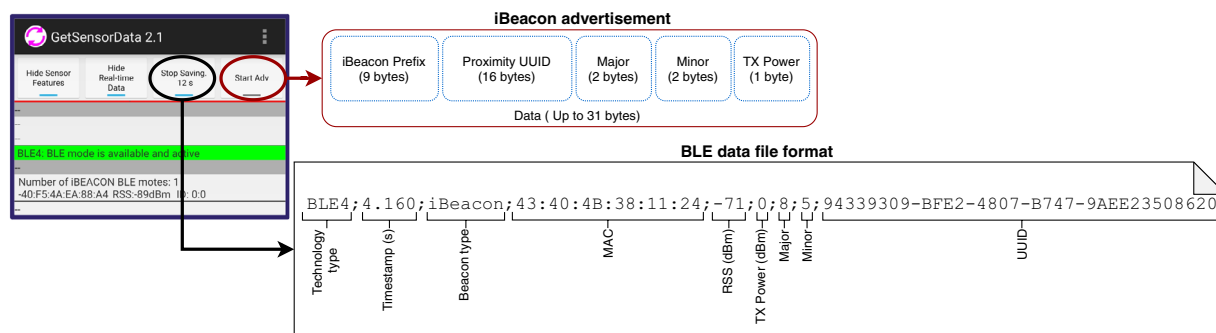 GetSensorData 2.1
Hide Sensor
Features
Hide
Real-time
Data
Stop Saving.
12 s
Start Adv
BLE4: BLE mode is available and active
Number of iBEACON BLE motes: 1
-40:F5:4A:EA:88:A4 RSS:-89dBm ID: 0:0
iBeacon advertisement
iBeacon Prefix
(9 bytes)
Proximity UUID
(16 bytes)
Major
(2 bytes)
Minor
(2 bytes)
TX Power
(1 byte)
Data ( Up to 31 bytes)
BLE data file format
BLE4;4.160;iBeacon;43:40:4B:38:11:24;-71;0;8;5;94339309-BFE2-4807-B747-9AEE23508620
Technology
type
Timestamp (s)
Beacon type
MAC
RSS (dBm)
TX Power (dBm)
Major
Minor
UUID